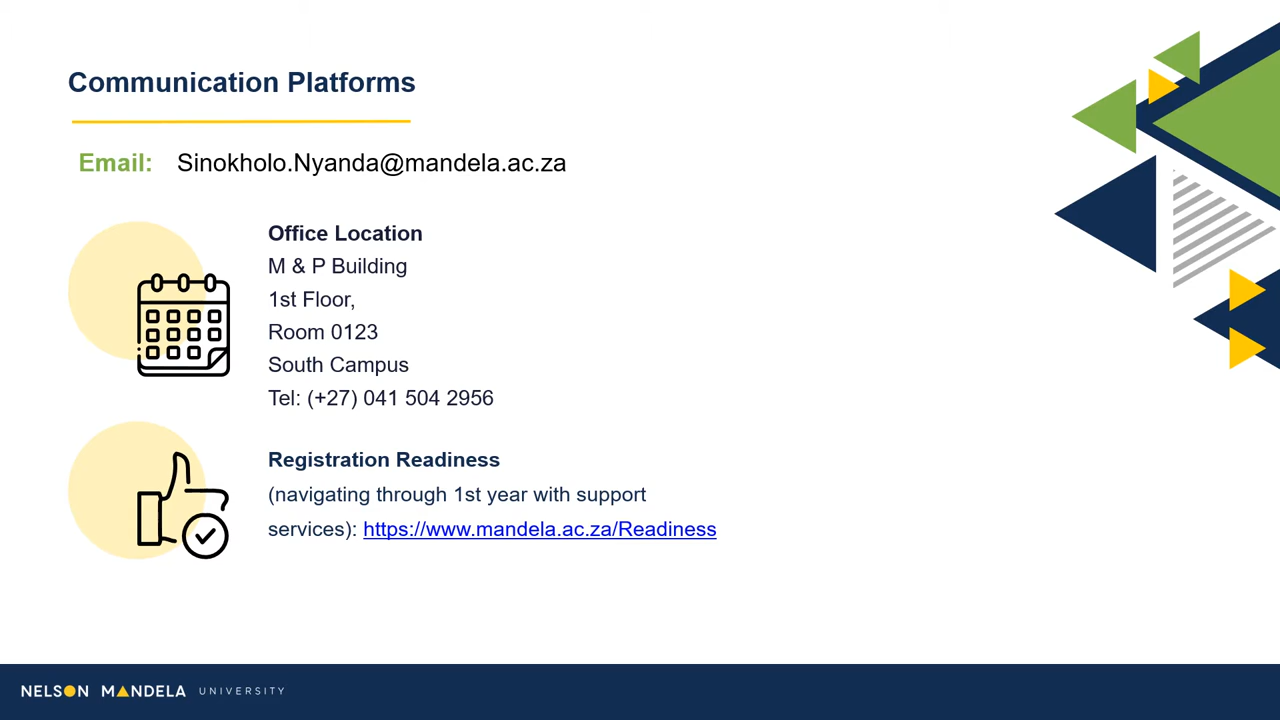 Communication Platforms
Email: Sinokholo.Nyanda@mandela.ac.za
Office Location
M & P Building
1st Floor,
Room 0123
South Campus
Tel: (+27) 041 504 2956
Registration Readiness
(navigating through 1st year with support
services): https://www.mandela.ac.za/Readiness
NELSON MANDELA UNIVERSITY